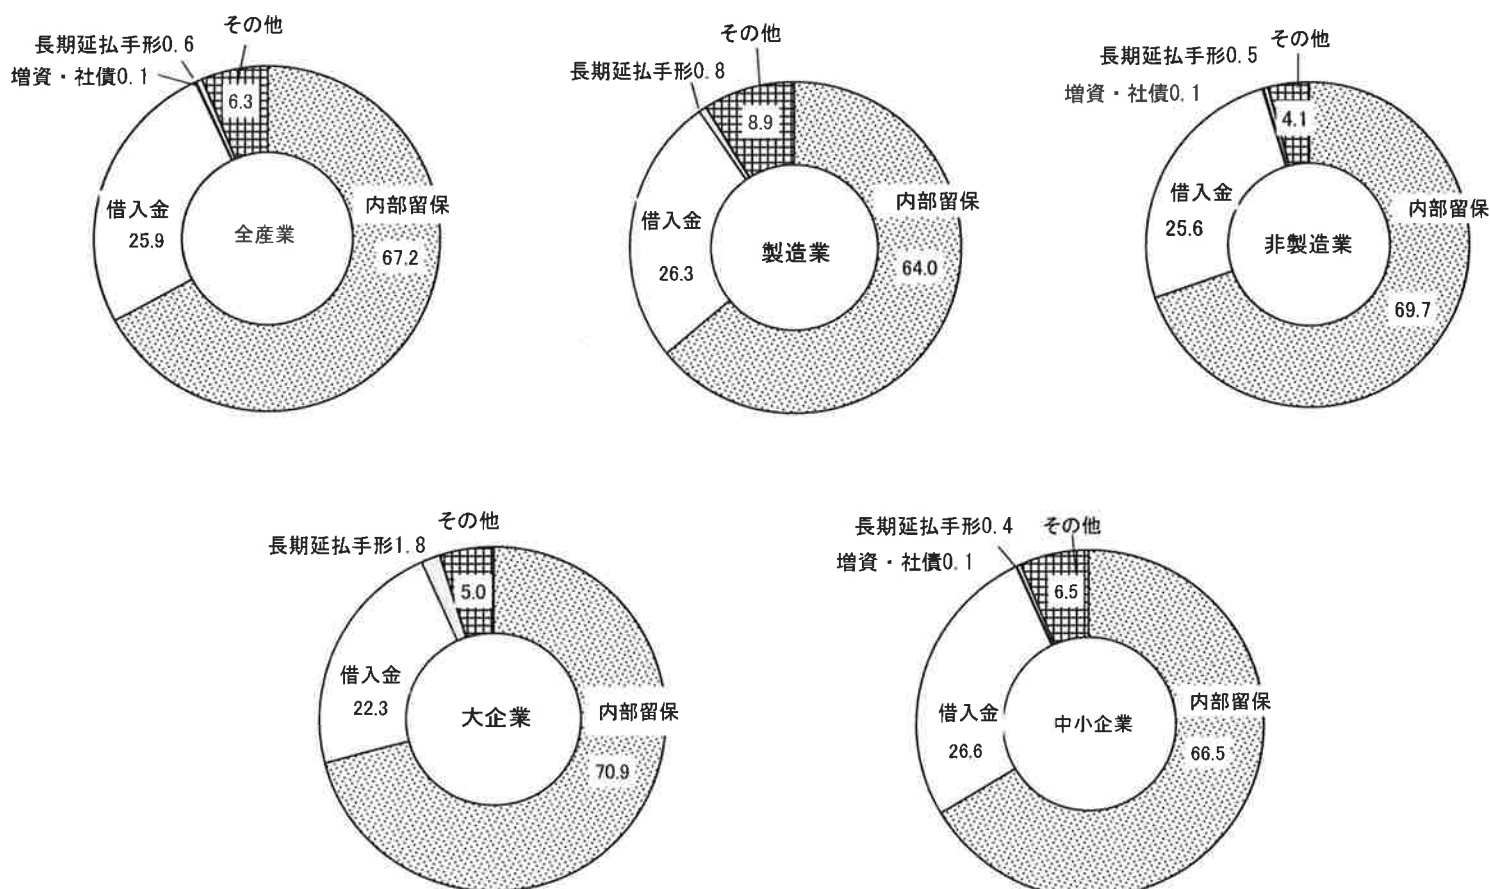 その他
長期延払手形0.6
増資・社債0.1
6.3
借入金
25.9
全産業
内部留保
67.2
その他
長期延払手形0.8
8.9
借入金
26.3
製造業
内部留保
64.0
その他
長期延払手形0.5
増資・社債0.1
4.1
借入金
25.6
非製造業
内部留保
69.7
その他
長期延払手形1.8
5.0
借入金
22.3
大企業
内部留保
70.9
長期延払手形0.4
その他
増資・社債0.1
6.5
借入金
26.6
中小企業
内部留保
66.5